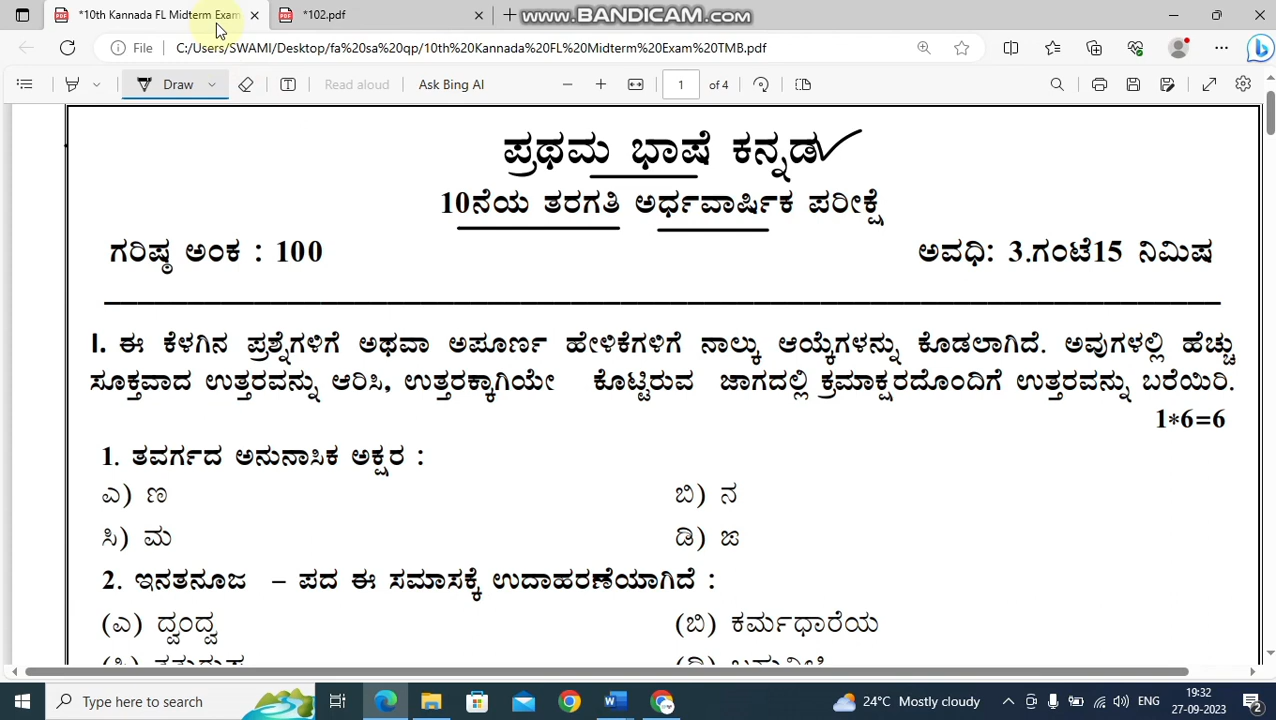 *10th Kannada FL Midterm Exam
*102.pdf
www.BANDICAM.com
File
C:/Users/SWAMI/Desktop/fa%20sa%20qp/10th%20Kannada%20FL%20Midterm%20Exam%20TMB.pdf
Draw
Read aloud
Ask Bing AI
1 of 4
ಪ್ರಥಮ ಭಾಷೆ ಕನ್ನಡ
10ನೆಯ ತರಗತಿ ಅರ್ಧವಾರ್ಷಿಕ ಪರೀಕ್ಷೆ
ಗರಿಷ್ಠ ಅಂಕ : 100
ಅವಧಿ: 3.ಗಂಟೆ15 ನಿಮಿಷ
I. ಈ ಕೆಳಗಿನ ಪ್ರಶ್ನೆಗಳಿಗೆ ಅಥವಾ ಅಪೂರ್ಣ ಹೇಳಿಕೆಗಳಿಗೆ ನಾಲ್ಕು ಆಯ್ಕೆಗಳನ್ನು ಕೊಡಲಾಗಿದೆ. ಅವುಗಳಲ್ಲಿ ಹೆಚ್ಚು
ಸೂಕ್ತವಾದ ಉತ್ತರವನ್ನು ಆರಿಸಿ, ಉತ್ತರಕ್ಕಾಗಿಯೇ ಕೊಟ್ಟಿರುವ ಜಾಗದಲ್ಲಿ ಕ್ರಮಾಕ್ಷರದೊಂದಿಗೆ ಉತ್ತರವನ್ನು ಬರೆಯಿರಿ.
1*6=6
1. ತವರ್ಗದ ಅನುನಾಸಿಕ ಅಕ್ಷರ :
ಎ) ಣ
ಬಿ) ನ
ಸಿ) ಮ
ಡಿ) ಙ
2. ಇನತನೂಜ – ಪದ ಈ ಸಮಾಸಕ್ಕೆ ಉದಾಹರಣೆಯಾಗಿದೆ :
(ಎ) ದ್ವಂದ್ವ
(ಬಿ) ಕರ್ಮಧಾರೆಯ
Type here to search
24°C Mostly cloudy
ENG
19:32
27-09-2023
2